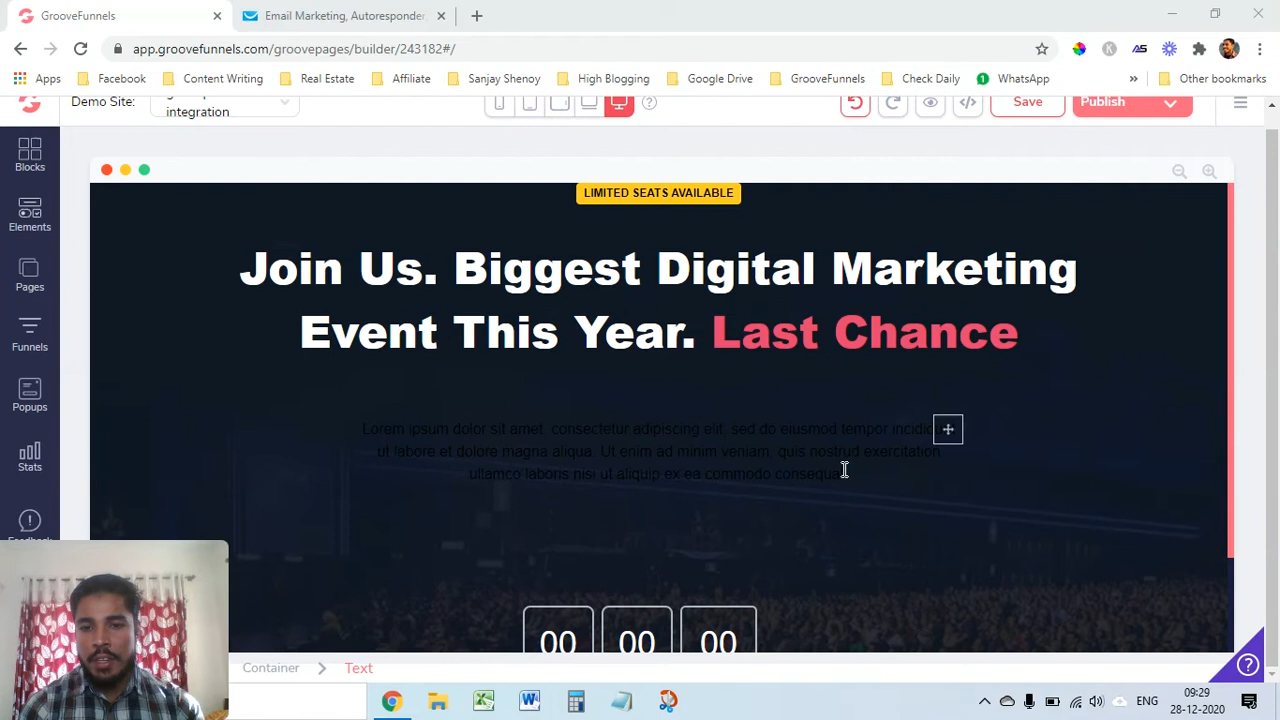 GrooveFunnels
Email Marketing, Autoresponder
app.groovefunnels.com/groovepages/builder/243182#/
Apps
Facebook
Content Writing
Real Estate
Affiliate
Sanjay Shenoy
High Blogging
GoogleDrive
GrooveFunnels
Check Daily
1 WhatsApp
»
Other bookmarks
Demo Site:
integration
Save
Publish
Blocks
Elements
Pages
Funnels
Popups
Stats
LIMITED SEATS AVAILABLE
Join Us. Biggest Digital Marketing
Event This Year. Last Chance
Lorem ipsum dolor sit amet, consectetur adipiscing elit, sed do eiusmod tempor
ut labore et dolore magna aliqua. Ut enim ad minim veniam, quis nostrud exercitation
ullamco laboris nisi ut aliquip ex ea commodo
00 00 00
Container
Text
ENG
09:29
28-12-2020